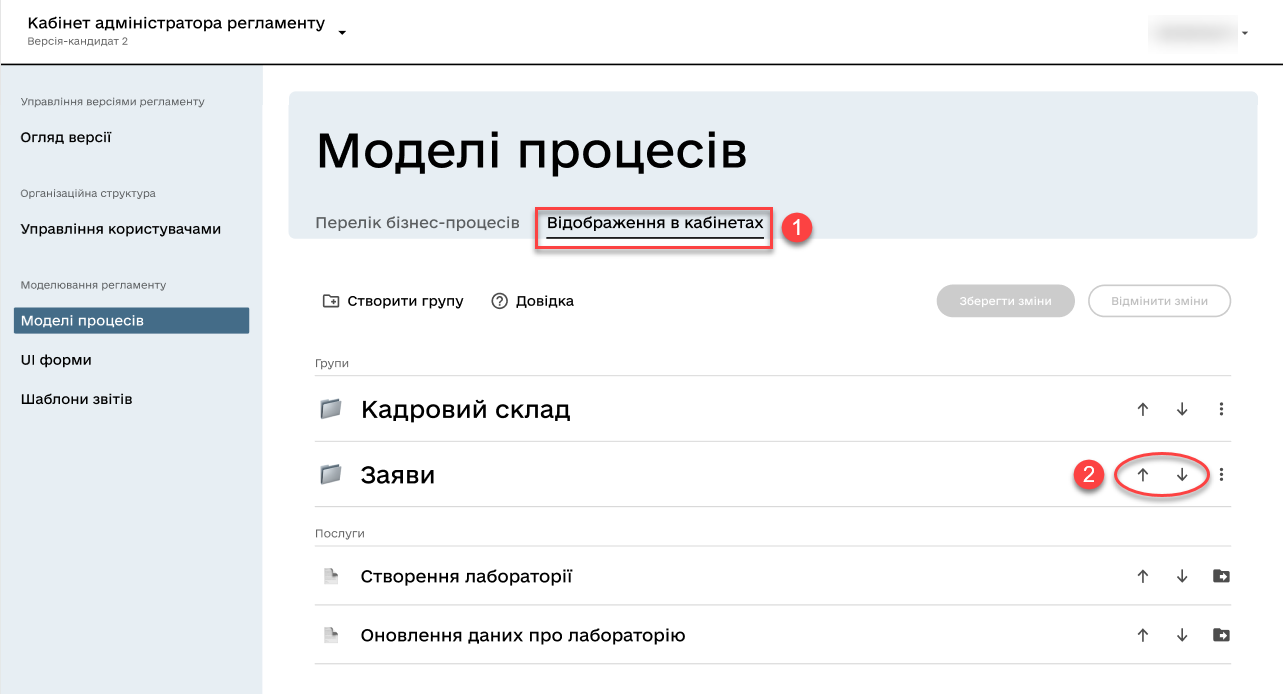 Кабінет адміністратора регламенту
Версія-кандидат 2
Управління версіями регламенту
Огляд версії
Організаційна структура
Управління користувачами
Моделювання регламенту
Моделі процесів
UI форми
Шаблони звітів
Моделі процесів
Перелік бізнес-процесів Відображення в кабінетах 1
Створити групу ? Довідка Зберегти зміни Відмінити зміни
Групи
Кадровий склад
Заяви 2
Послуги
Створення лабораторії
Оновлення даних про лабораторію